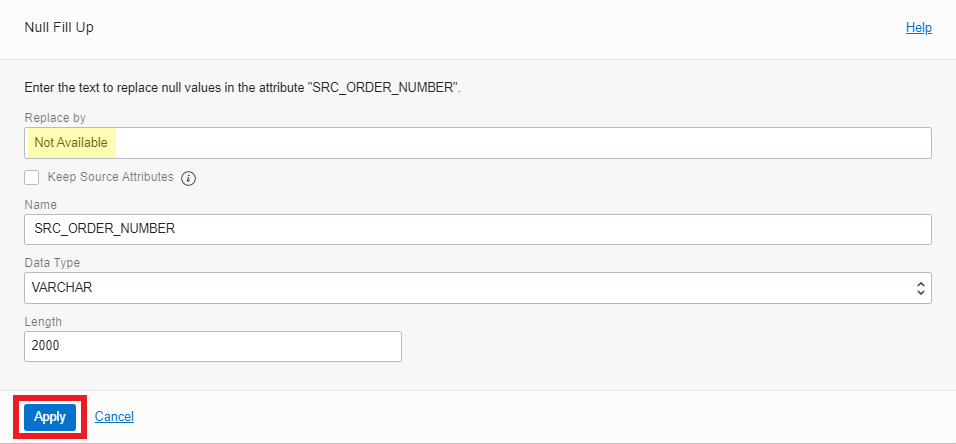 Null Fill Up
Help
Enter the text to replace null values in the attribute "SRC_ORDER_NUMBER".
Replace by
Not Available
Keep Source Attributes i
Name
SRC_ORDER_NUMBER
Data Type
VARCHAR
Length
2000
Apply Cancel